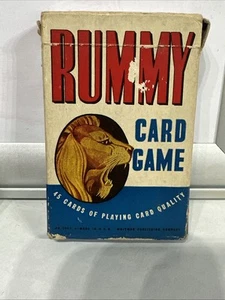 RUMMY
CARD
GAME
45 CARDS OF PLAYING CARD QUALITY